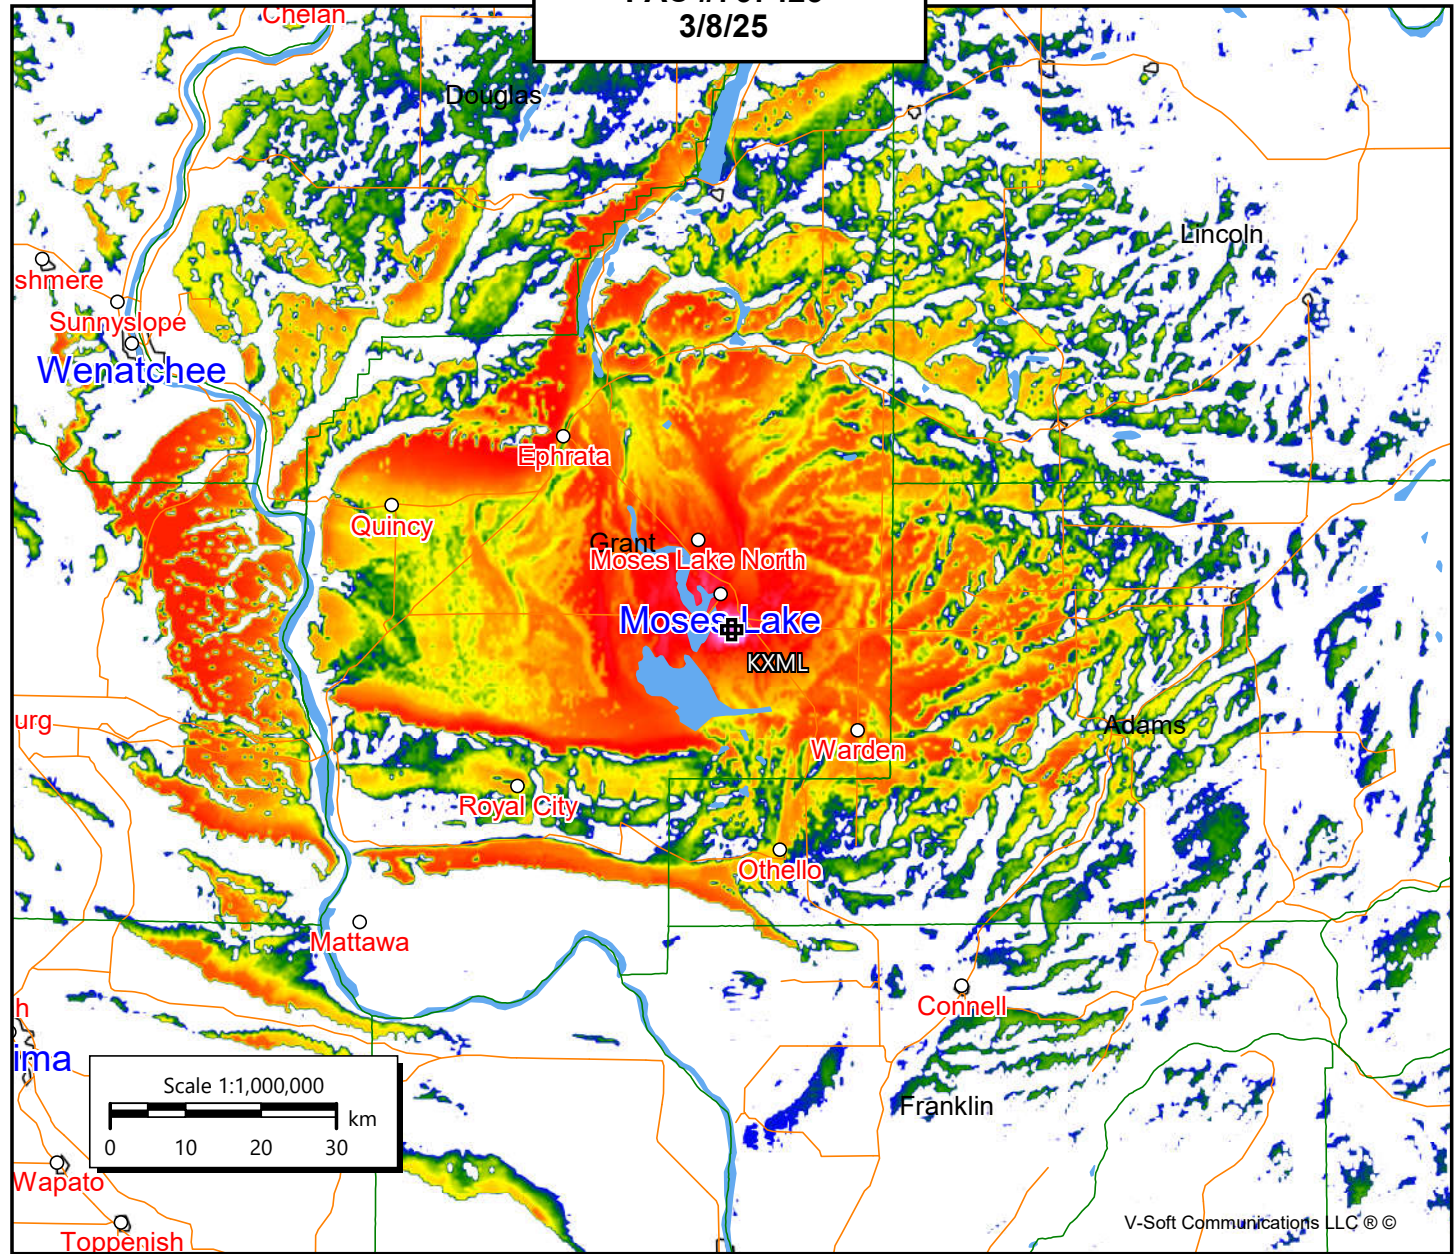 3/8/25
Chelan
Douglas
Lincoln
shmere
Sunnyslope
Wenatchee
Ephrata
Quincy
Grant
Moses Lake North
Moses Lake
KXML
urg
Adams
Warden
Royal City
Othello
Mattawa
h
Connell
ima
Scale 1:1,000,000
km
0 10 20 30
Franklin
Wapato
V-Soft Communications LLC ® ©
Toppenish